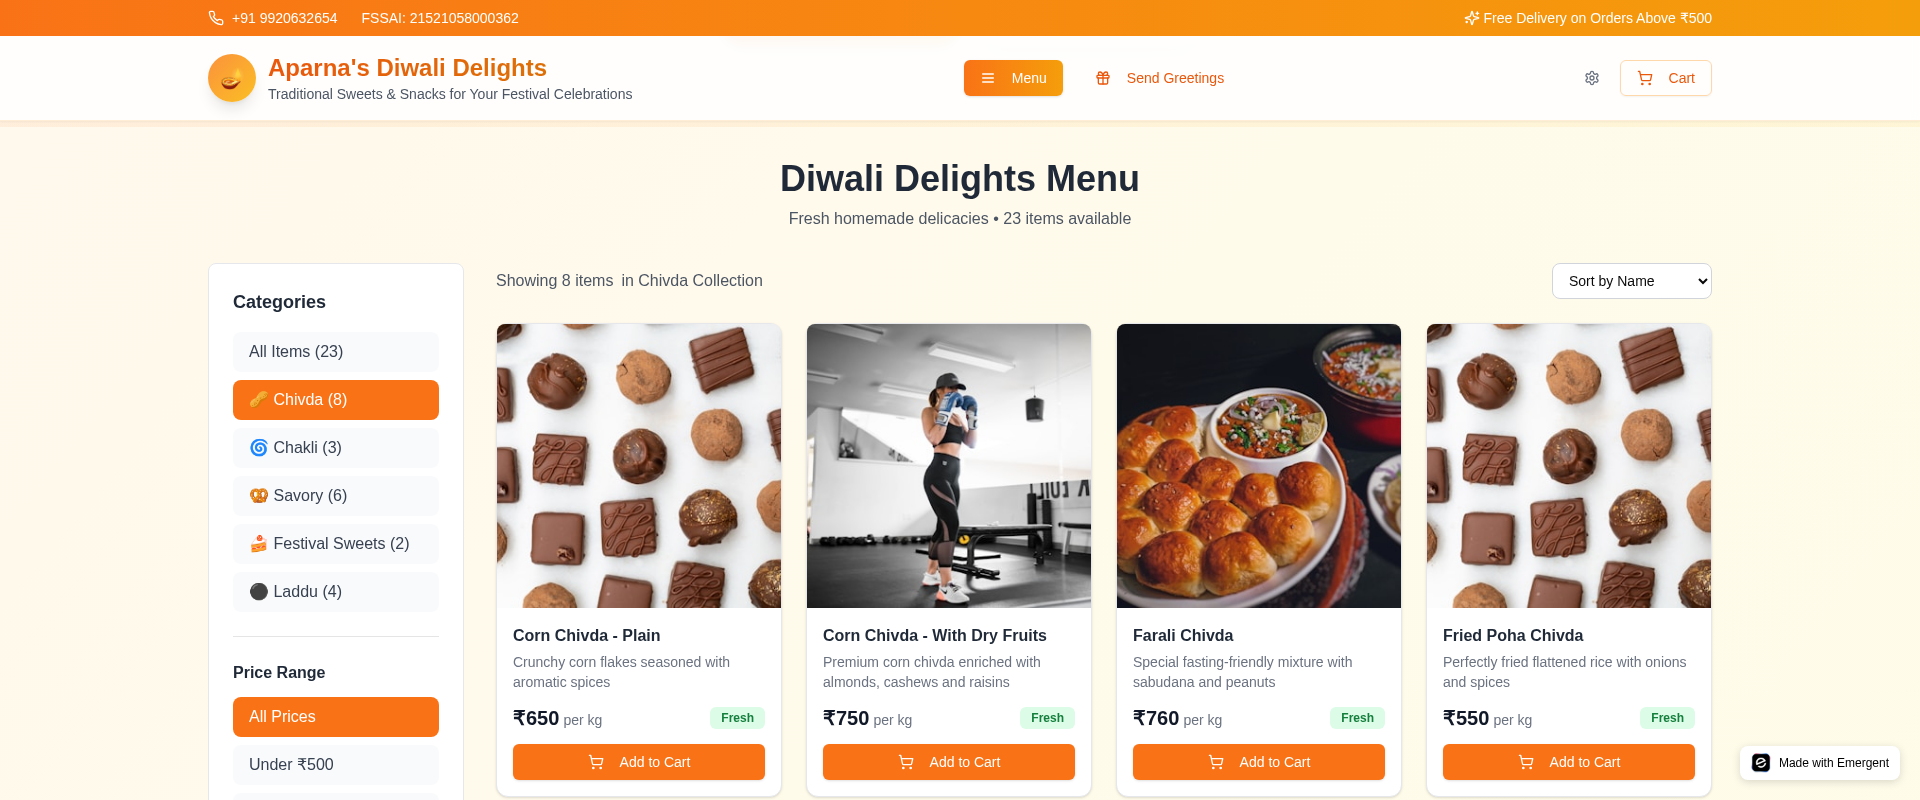 +91 9920632654
FSSAI: 21521058000362
Free Delivery on Orders Above ₹500
Aparna's Diwali Delights
Traditional Sweets & Snacks for Your Festival Celebrations
Menu
Send Greetings
Cart
Diwali Delights Menu
Fresh homemade delicacies • 23 items available
Categories
All Items (23)
Chivda (8)
Chakli (3)
Savory (6)
Festival Sweets (2)
Laddu (4)
Price Range
All Prices
Under ₹500
Showing 8 items in Chivda Collection
Sort by Name
Corn Chivda - Plain
Crunchy corn flakes seasoned with
aromatic spices
₹650 per kg
Fresh
Add to Cart
Corn Chivda - With Dry Fruits
Premium corn chivda enriched with
almonds, cashews and raisins
₹750 per kg
Fresh
Add to Cart
Farali Chivda
Special fasting-friendly mixture with
sabudana and peanuts
₹760 per kg
Fresh
Add to Cart
Fried Poha Chivda
Perfectly fried flattened rice with onions
and spices
₹550 per kg
Fresh
Add to Cart
Made with Emergent